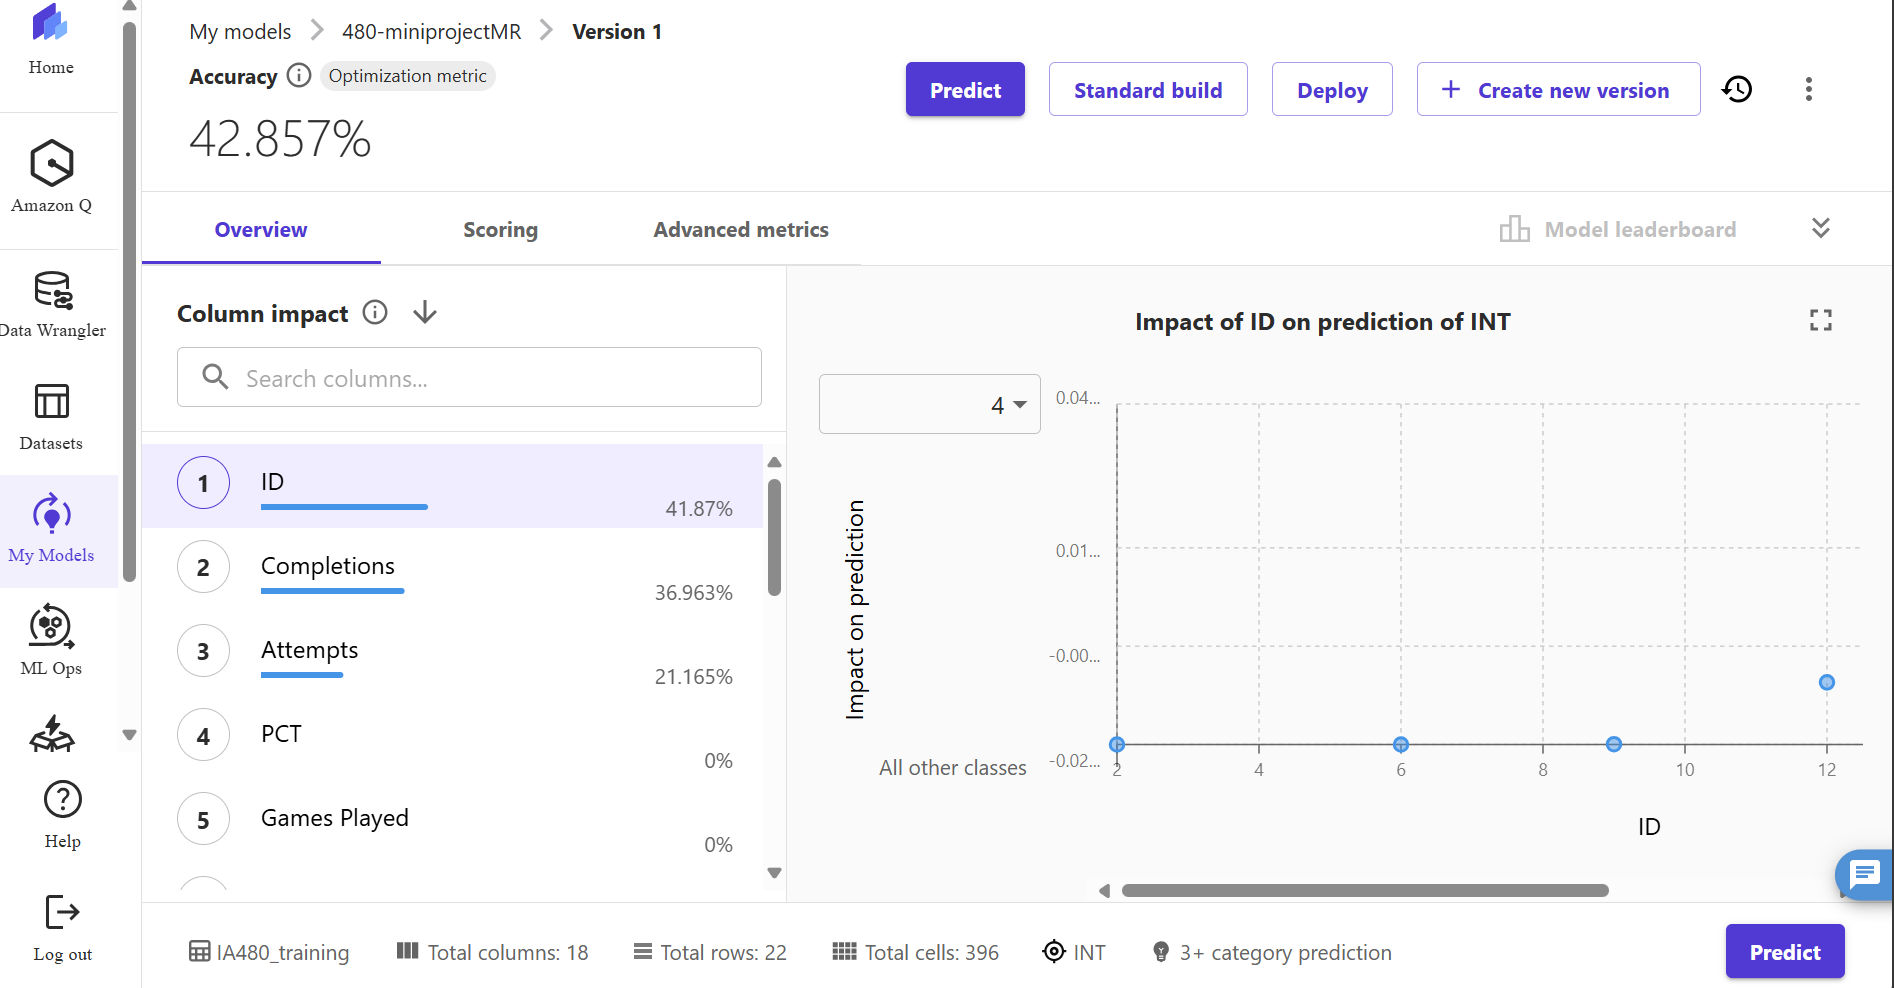 Home
Amazon Q
Data Wrangler
Datasets
My Models
ML Ops
Help
Log out
My models > 480-miniprojectMR > Version 1
Accuracy Optimization metric
42.857%
Predict
Standard build
Deploy
+ Create new version
Overview
Scoring
Advanced metrics
Model leaderboard
Column impact
Search columns...
1 ID 41.87%
2 Completions 36.963%
3 Attempts 21.165%
4 PCT 0%
5 Games Played 0%
Impact of ID on prediction of INT
4
Impact on prediction
0.04...
0.01...
-0.00...
-0.02...
All other classes
2 4 6 8 10 12
ID
IA480_training
Total columns: 18
Total rows: 22
Total cells: 396
INT
3+ category prediction
Predict